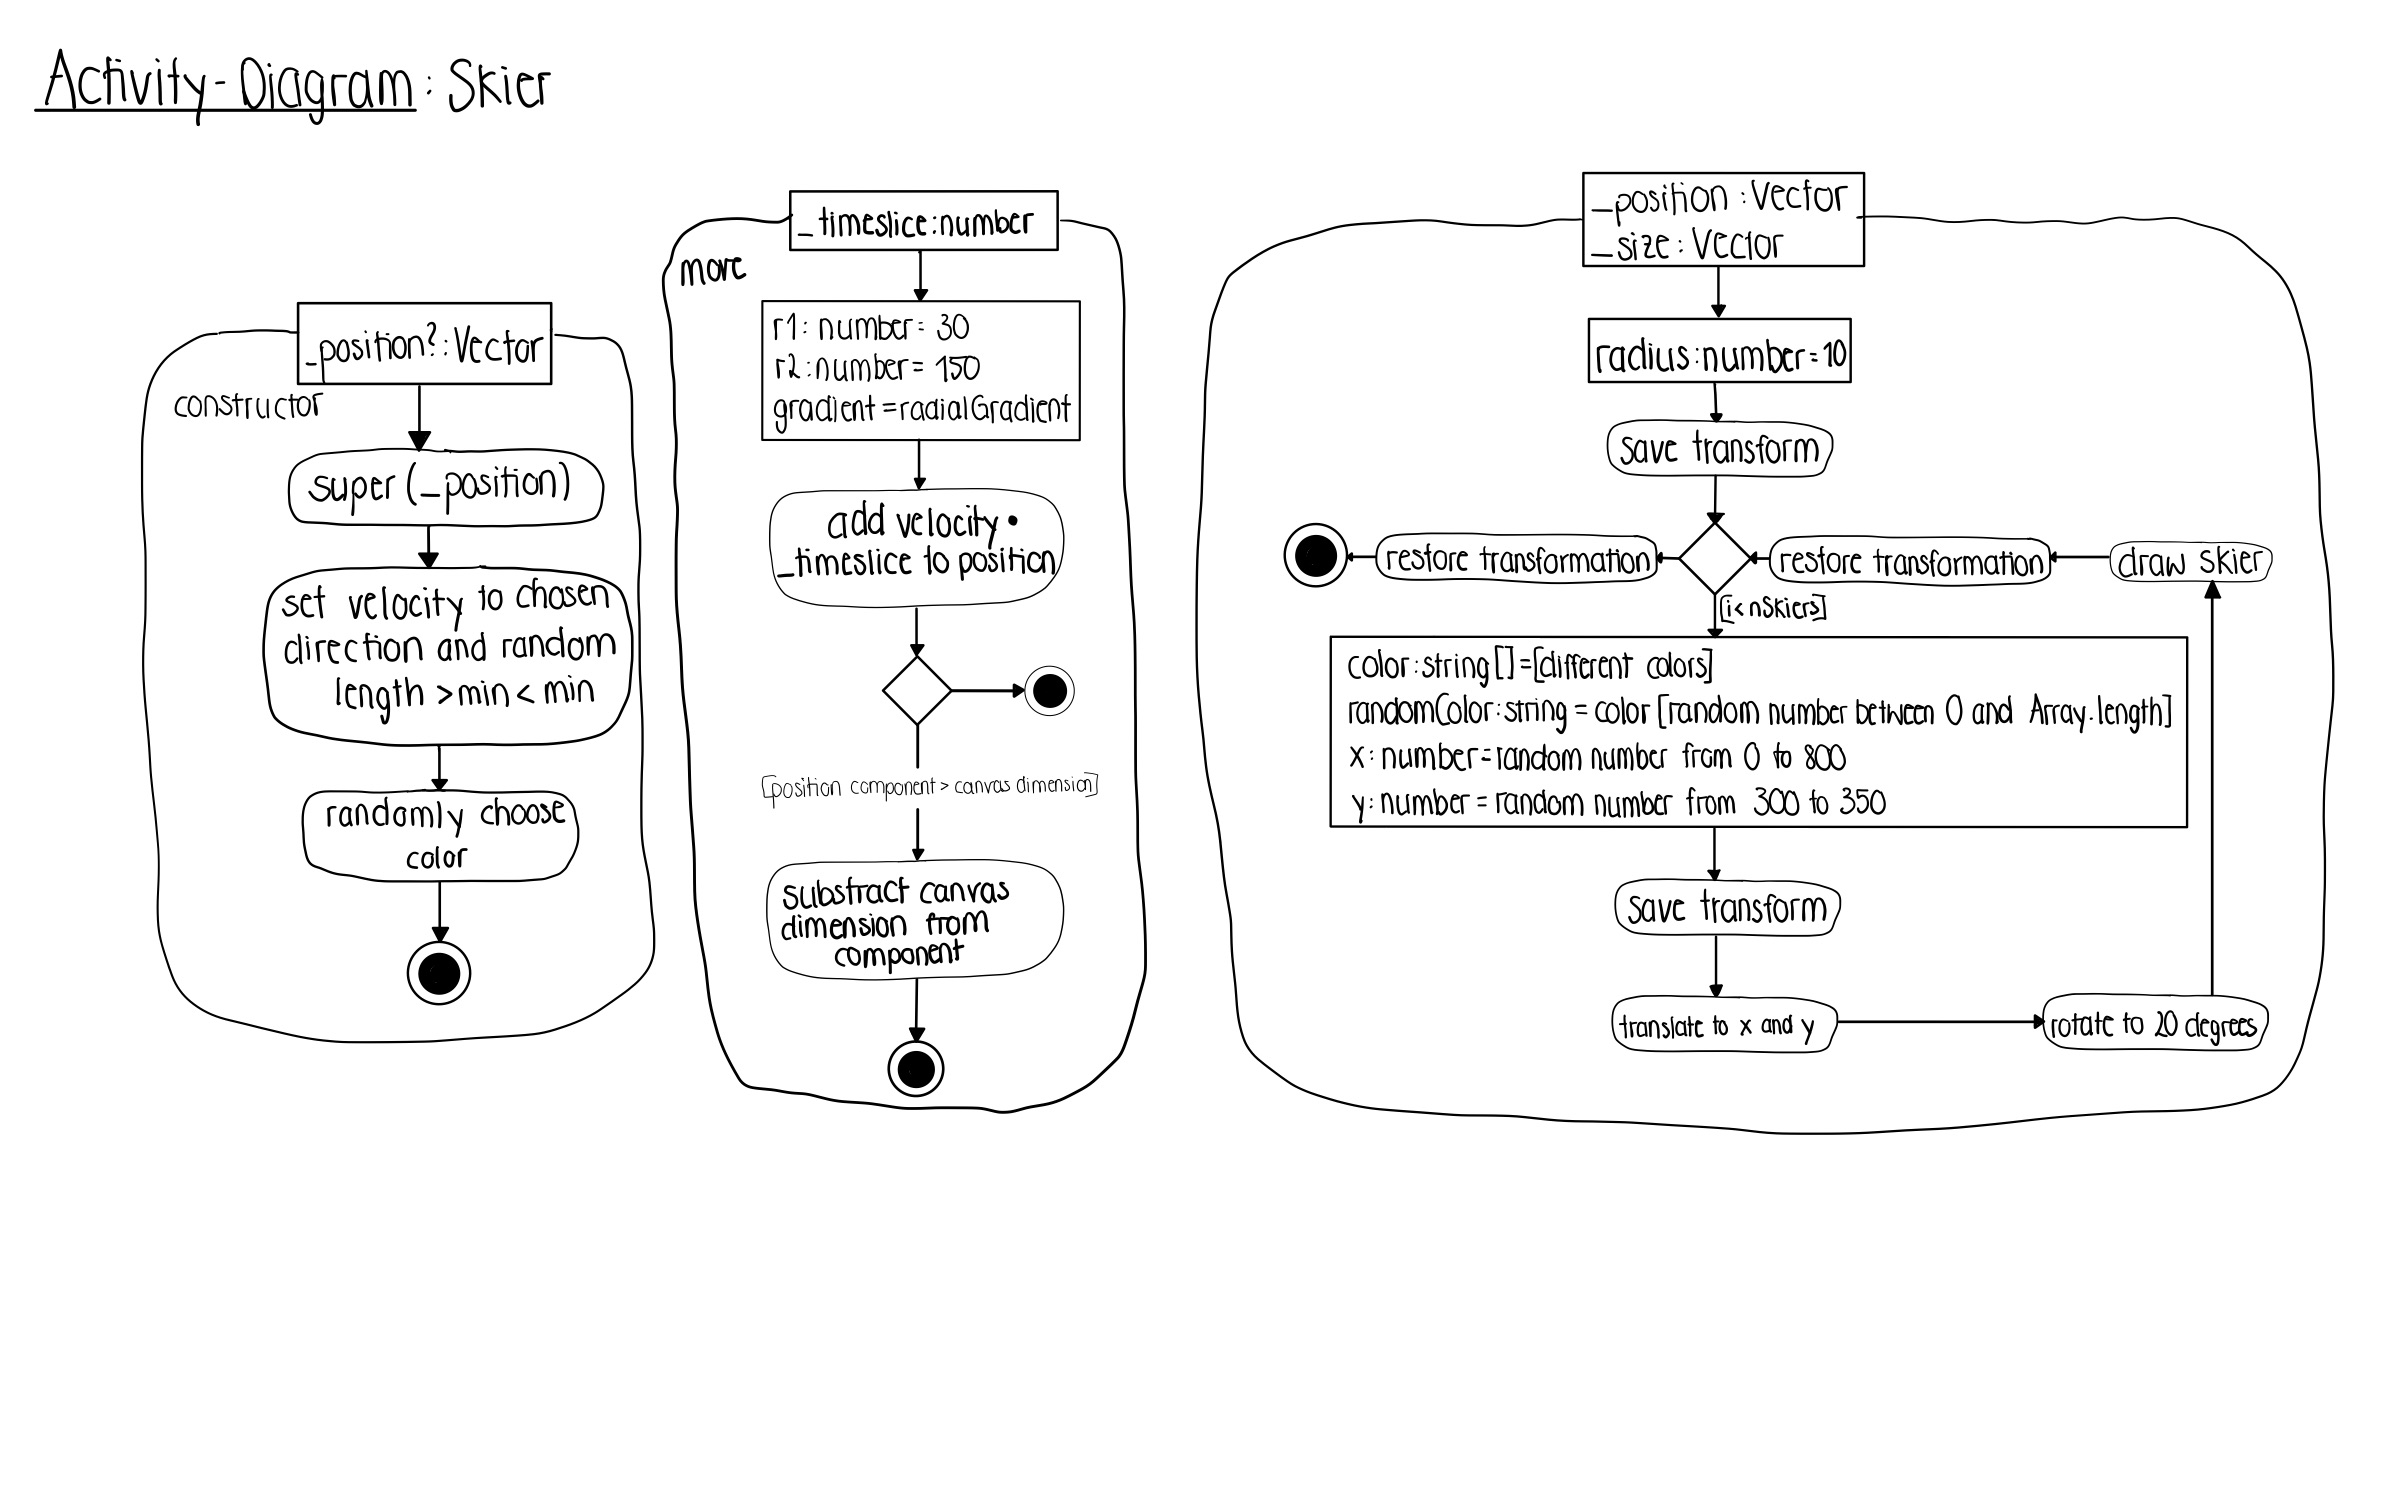 Activity-Diagram: Skier
_position?: Vector
constructor
super (_position)
set velocity to chosen
direction and random
length > min < min
randomly choose
color
_timeslice: number
more
r1: number = 30
r2: number = 150
gradient = radialGradient
add velocity •
_timeslice to position
[position component > canvas dimension]
substract canvas
dimension from
component
_position: Vector
_size: Vector
radius: number = 10
save transform
restore transformation
restore transformation
draw skier
[i < nSkiers]
color: string [] = [different colors]
randomColor: string = color [random number between 0 and Array.length]
x: number = random number from 0 to 800
y: number = random number from 300 to 350
save transform
translate to x and y
rotate to 20 degrees